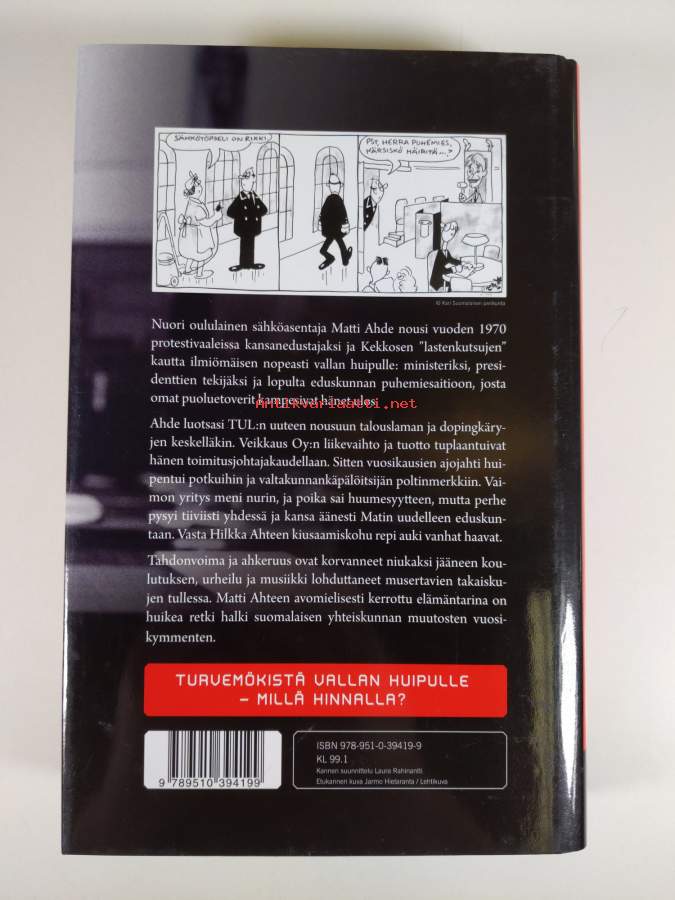 SÄHKÖTÖPSELI ON RIKKI.
PST, HERRA PUHEMIES,
KÄRSISKÖ HÄIRITÄ...?
© Kari Suomalaisen perikunta
Nuori oululainen sähköasentaja Matti Ahde nousi vuoden 1970
protestivaaleissa kansanedustajaksi ja Kekkosen "lastenkutsujen"
kautta ilmiömäisen nopeasti vallan huipulle: ministeriksi, presi-
denttien tekijäksi ja lopulta eduskunnan puhemiesaitioon, josta
omat puoluetoverit kampesivat hänet ulos.
antikvariaatti.net
Ahde luotsasi TUL:n uuteen nousuun talouslaman ja dopingkäry-
jen keskelläkin. Veikkaus Oy:n liikevaihto ja tuotto tuplaantuivat
hänen toimitusjohtajakaudellaan. Sitten vuosikausien ajojahti hui-
pentui potkuihin ja valtakunnankäpälöitsijän poltinmerkkiin. Vai-
mon yritys meni nurin, ja poika sai huumesyytteen, mutta perhe
pysyi tiiviisti yhdessä ja kansa äänesti Matin uudelleen eduskun-
taan. Vasta Hilkka Ahteen kiusaamiskohu repi auki vanhat haavat.
Tahdonvoima ja ahkeruus ovat korvanneet niukaksi jääneen kou-
lutuksen, urheilu ja musiikki lohduttaneet musertavien takaisku-
jen tullessa. Matti Ahteen avomielisesti kerrottu elämäntarina on
huikea retki halki suomalaisen yhteiskunnan muutosten vuosi-
kymmenten.
TURVEMÖKISTÄ VALLAN HUIPULLE
– MILLÄ HINNALLA?
ISBN 978-951-0-39419-9
KL 99.1
Kannen suunnittelu Laura Rahinantti
Etukannen kuva Jarmo Hietaranta / Lehtikuva
9 789510 394199